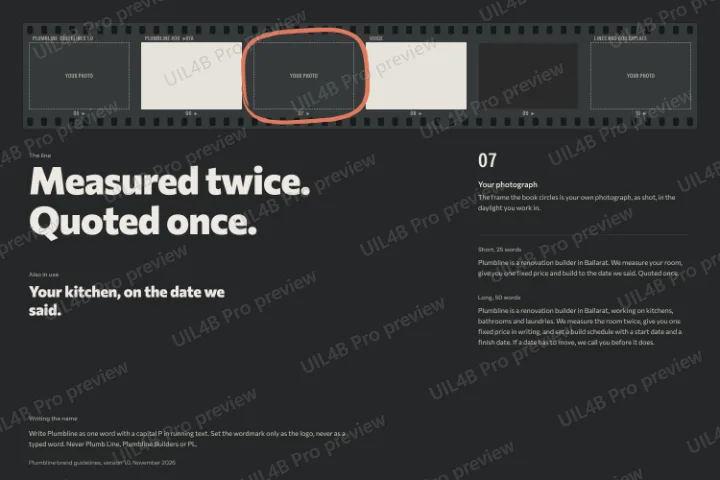 PLUMBLINE GUIDELINES 1.0
VOICE
YOUR PHOTO
YOUR PHOTO
YOUR PHOTO
The line
Measured twice.
Quoted once.
Also in use
Your kitchen, on the date we
said.
Writing the name
Write Plumbline as one word with a capital P in running text. Set the wordmark only as the logo, never as a
typed word. Never Plumb Line, Plumbline Builders or PL.
Plumbline brand guidelines, version 1.0, November 2026
07
Your photograph
The frame the book circles is your own photograph, as shot, in the
daylight you work in.
Short, 25 words
Plumbline is a renovation builder in Ballarat. We measure your room,
give you one fixed price and build to the date we said. Quoted once.
Long, 50 words
Plumbline is a renovation builder in Ballarat, working on kitchens,
bathrooms and laundries. We measure the room twice, give you one
fixed price in writing, and set a build schedule with a start date and a
finish date. If a date has to move, we call you before it does.
UIL4B Pro preview